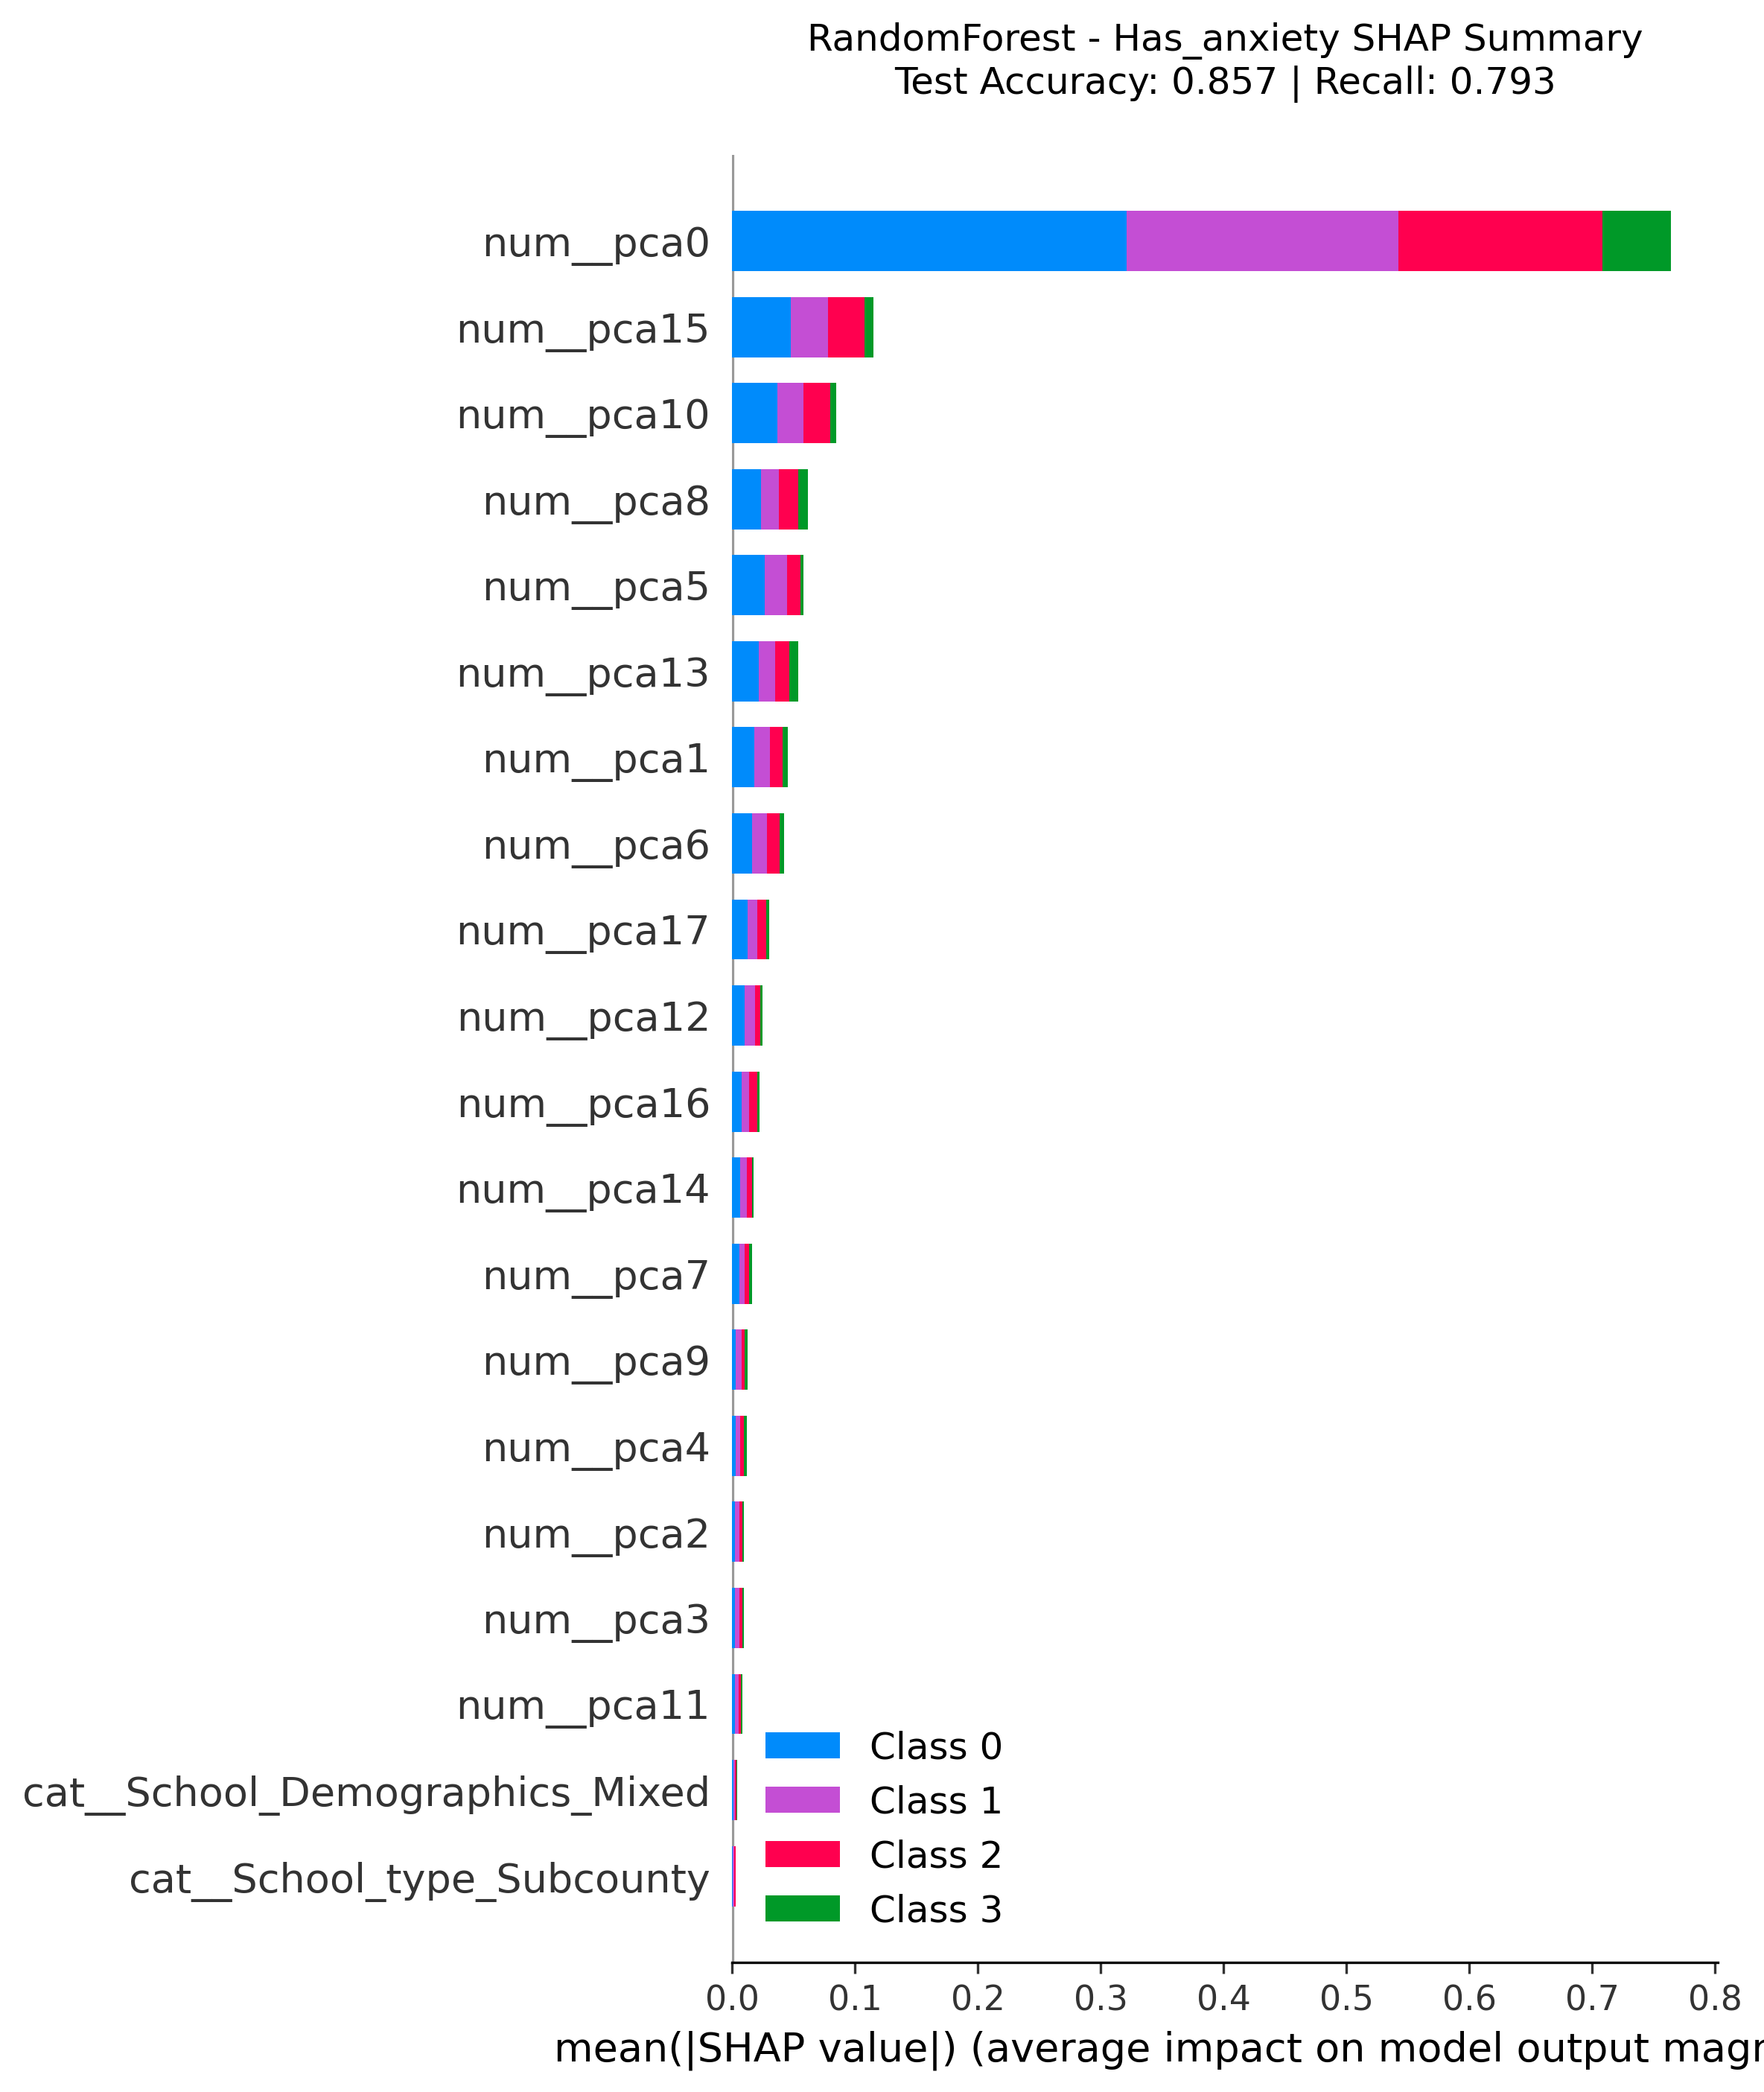 RandomForest - Has_anxiety SHAP Summary
Test Accuracy: 0.857 | Recall: 0.793
num__pca0
num__pca15
num__pca10
num__pca8
num__pca5
num__pca13
num__pca1
num__pca6
num__pca17
num__pca12
num__pca16
num__pca14
num__pca7
num__pca9
num__pca4
num__pca2
num__pca3
num__pca11
cat__School_Demographics_Mixed
cat__School_type_Subcounty
Class 0
Class 1
Class 2
Class 3
0.0 0.1 0.2 0.3 0.4 0.5 0.6 0.7 0.8
mean(|SHAP value|) (average impact on model output